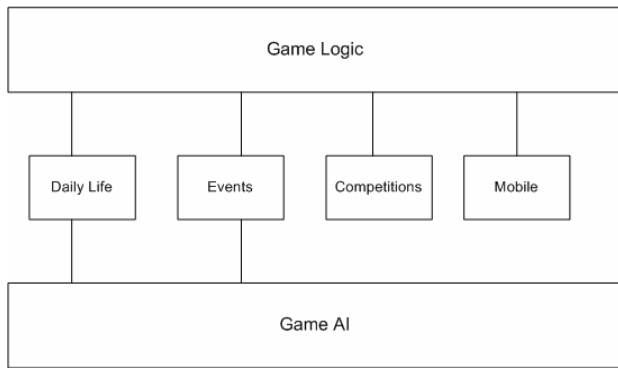 Game Logic
Daily Life
Events
Competitions
Mobile
Game AI